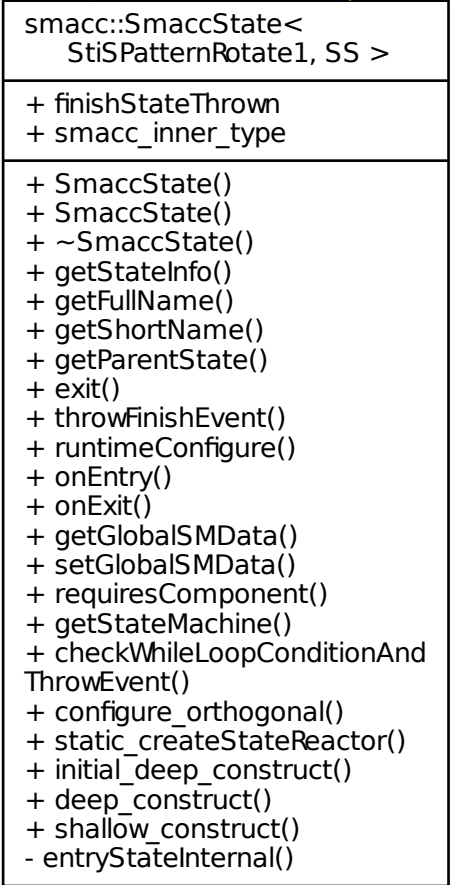 smacc::SmaccState<
StiSPatternRotate1, SS >
+ finishStateThrown
+ smacc_inner_type
+ SmaccState()
+ SmaccState()
+ ~SmaccState()
+ getStateInfo()
+ getFullName()
+ getShortName()
+ getParentState()
+ exit()
+ throwFinishEvent()
+ runtimeConfigure()
+ onEntry()
+ onExit()
+ getGlobalSMData()
+ setGlobalSMData()
+ requiresComponent()
+ getStateMachine()
+ checkWhileLoopConditionAnd
ThrowEvent()
+ configure_orthogonal()
+ static_createStateReactor()
+ initial_deep_construct()
+ deep_construct()
+ shallow_construct()
- entryStateInternal()